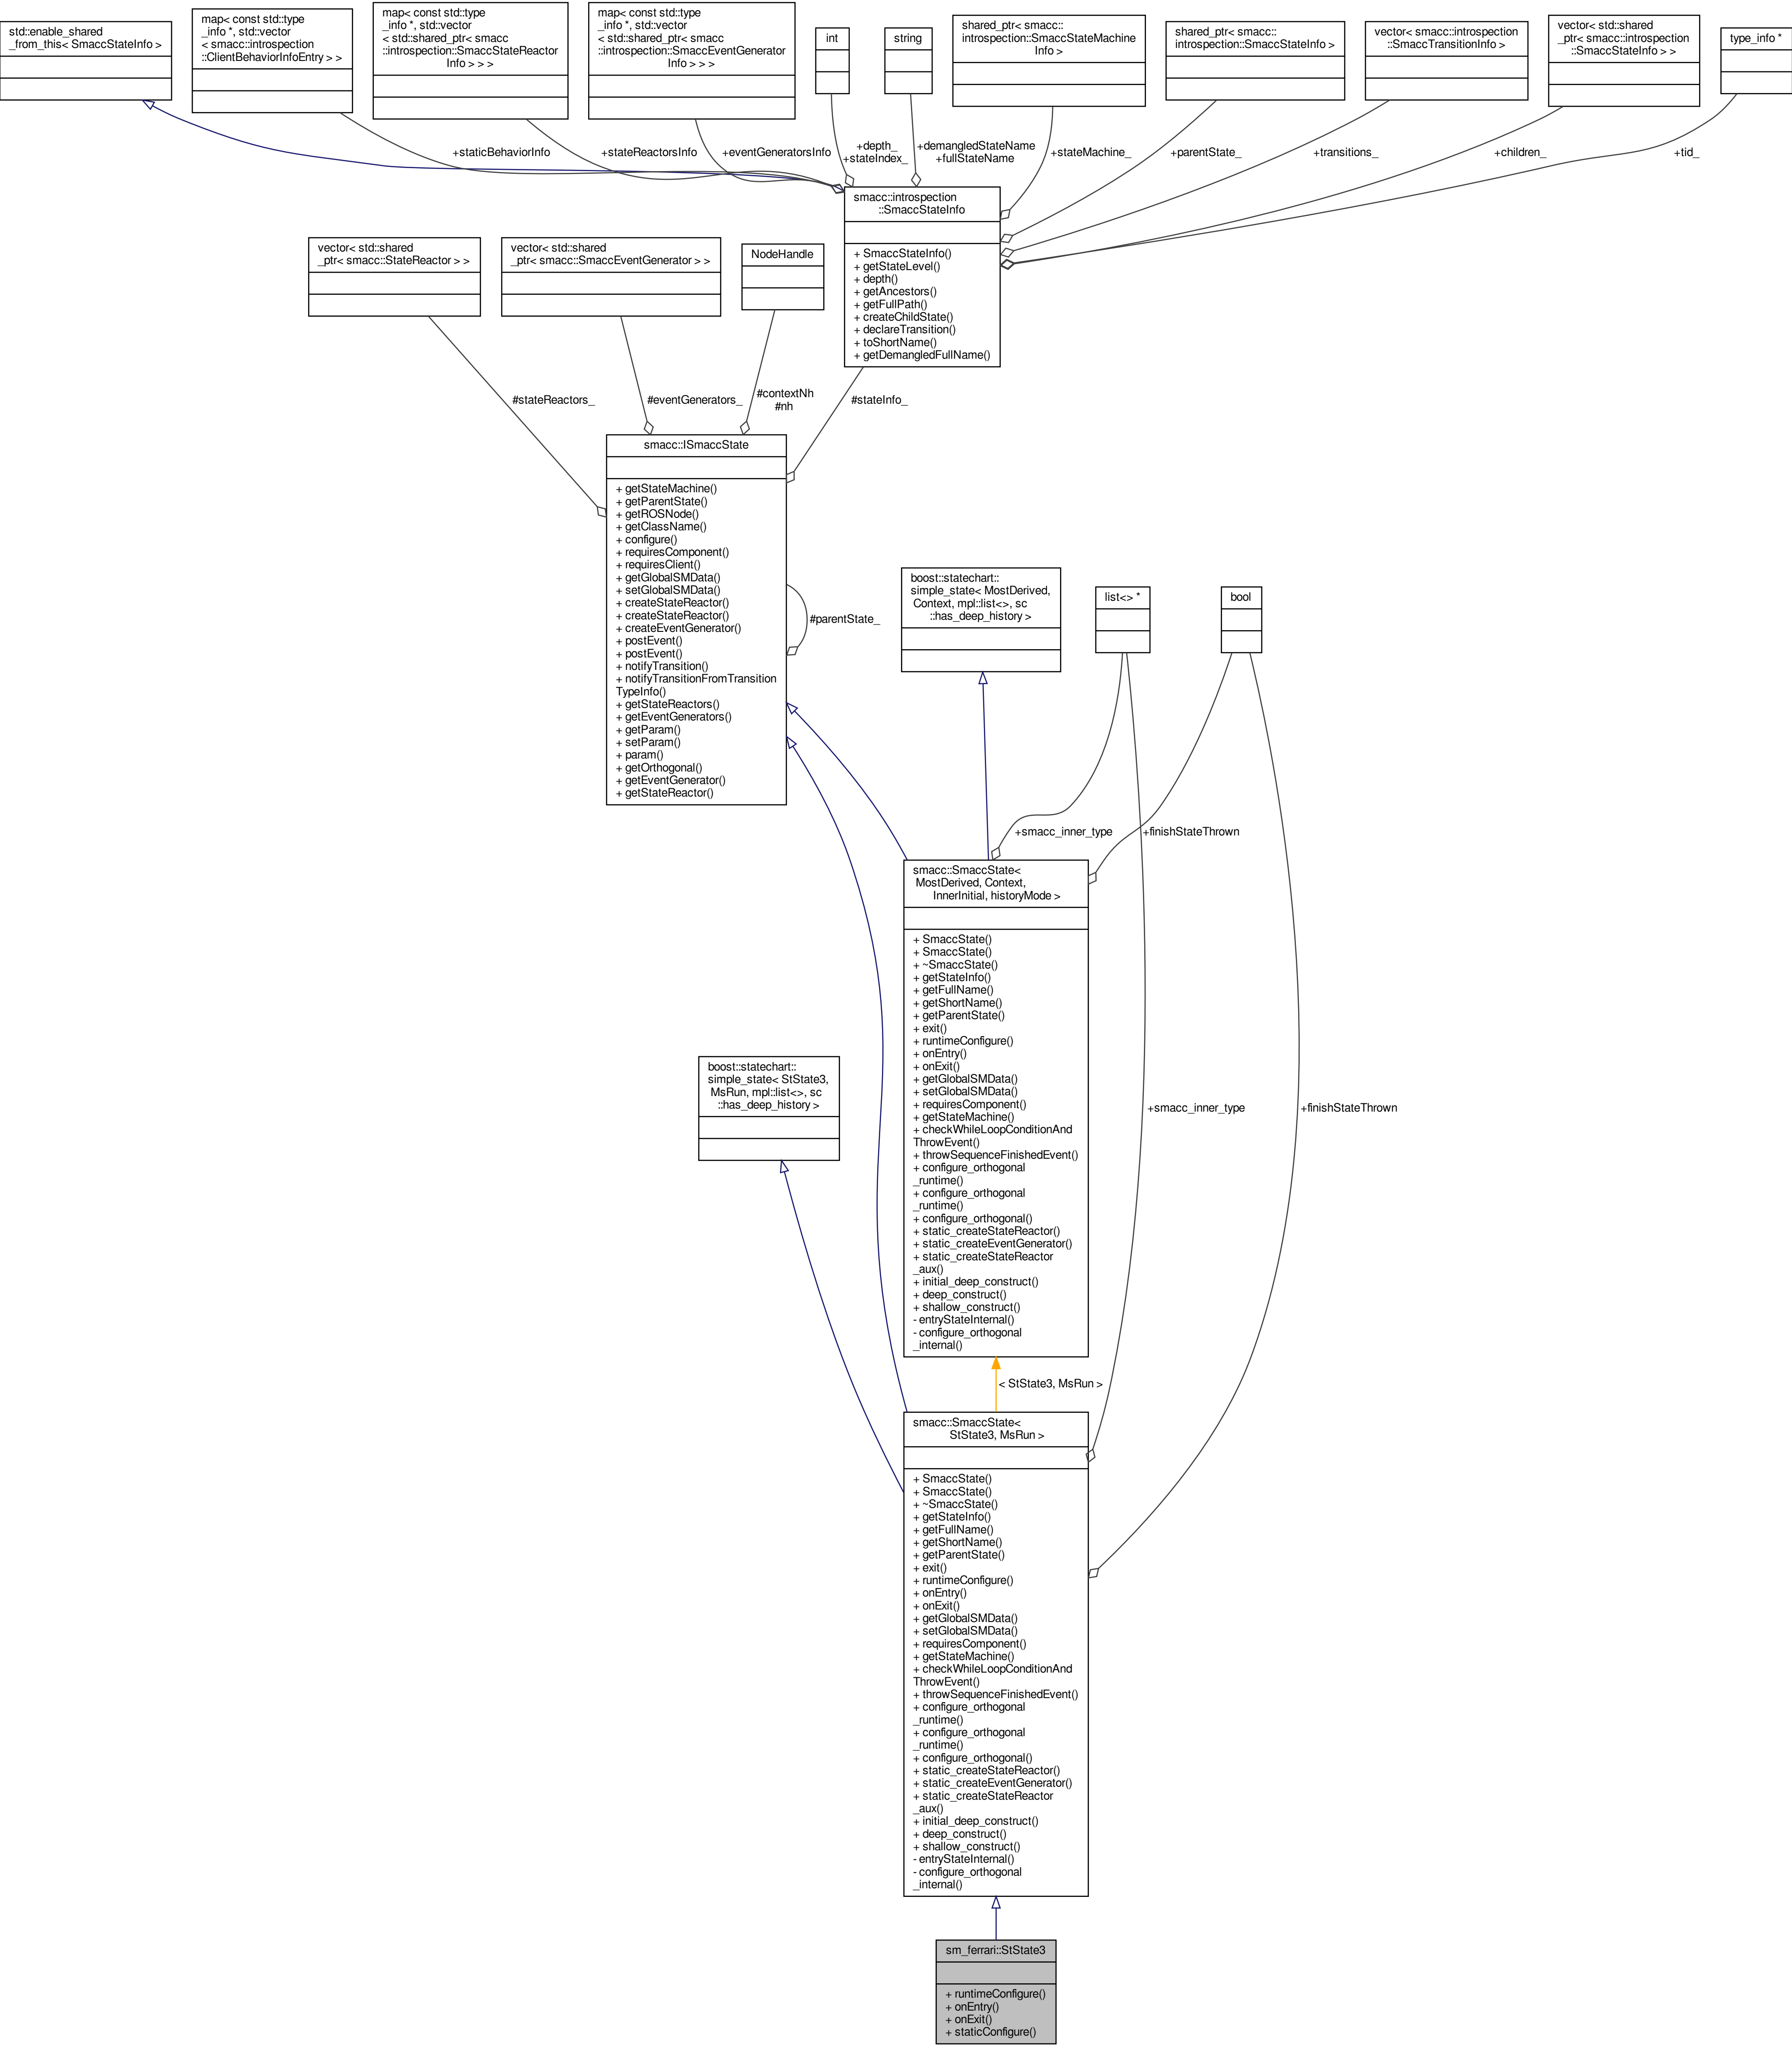 std::enable_shared
_from_this< SmaccStateInfo >
map< const std::type
_info *, std::vector
< smacc::introspection
::ClientBehaviorInfoEntry > >
map< const std::type
_info *, std::vector
< std::shared_ptr< smacc
::introspection::SmaccStateReactor
Info > > >
map< const std::type
_info *, std::vector
< std::shared_ptr< smacc
::introspection::SmaccEventGenerator
Info > > >
int
string
shared_ptr< smacc::
introspection::SmaccStateMachine
Info >
shared_ptr< smacc::
introspection::SmaccStateInfo >
vector< smacc::introspection
::SmaccTransitionInfo >
vector< std::shared
_ptr< smacc::introspection
::SmaccStateInfo > >
type_info *
+staticBehaviorInfo
+stateReactorsInfo
+eventGeneratorsInfo
+depth_
+stateIndex_
+demangledStateName
+fullStateName
+stateMachine_
+parentState_
+transitions_
+children_
+tid_
smacc::introspection
::SmaccStateInfo
+ SmaccStateInfo()
+ getStateLevel()
+ depth()
+ getAncestors()
+ getFullPath()
+ createChildState()
+ declareTransition()
+ toShortName()
+ getDemangledFullName()
vector< std::shared
_ptr< smacc::StateReactor > >
vector< std::shared
_ptr< smacc::SmaccEventGenerator > >
NodeHandle
#stateReactors_
#eventGenerators_
#contextNh
#nh
#stateInfo_
smacc::ISmaccState
+ getStateMachine()
+ getParentState()
+ getROSNode()
+ getClassName()
+ configure()
+ requiresComponent()
+ requiresClient()
+ getGlobalSMData()
+ setGlobalSMData()
+ createStateReactor()
+ createStateReactor()
+ createEventGenerator()
+ postEvent()
+ postEvent()
+ notifyTransition()
+ notifyTransitionFromTransition
TypeInfo()
+ getStateReactors()
+ getEventGenerators()
+ getParam()
+ setParam()
+ param()
+ getOrthogonal()
+ getEventGenerator()
+ getStateReactor()
#parentState_
boost::statechart::
simple_state< MostDerived,
Context, mpl::list<>, sc
::has_deep_history >
list<> *
bool
+smacc_inner_type
+finishStateThrown
smacc::SmaccState<
MostDerived, Context,
InnerInitial, historyMode >
+ SmaccState()
+ SmaccState()
+ ~SmaccState()
+ getStateInfo()
+ getFullName()
+ getShortName()
+ getParentState()
+ exit()
+ runtimeConfigure()
+ onEntry()
+ onExit()
+ getGlobalSMData()
+ setGlobalSMData()
+ requiresComponent()
+ getStateMachine()
+ checkWhileLoopConditionAnd
ThrowEvent()
+ throwSequenceFinishedEvent()
+ configure_orthogonal
_runtime()
+ configure_orthogonal
_runtime()
+ configure_orthogonal()
+ static_createStateReactor()
+ static_createEventGenerator()
+ static_createStateReactor
_aux()
+ initial_deep_construct()
+ deep_construct()
+ shallow_construct()
- entryStateInternal()
- configure_orthogonal
_internal()
boost::statechart::
simple_state< StState3,
MsRun, mpl::list<>, sc
::has_deep_history >
+smacc_inner_type
+finishStateThrown
< StState3, MsRun >
smacc::SmaccState<
StState3, MsRun >
+ SmaccState()
+ SmaccState()
+ ~SmaccState()
+ getStateInfo()
+ getFullName()
+ getShortName()
+ getParentState()
+ exit()
+ runtimeConfigure()
+ onEntry()
+ onExit()
+ getGlobalSMData()
+ setGlobalSMData()
+ requiresComponent()
+ getStateMachine()
+ checkWhileLoopConditionAnd
ThrowEvent()
+ throwSequenceFinishedEvent()
+ configure_orthogonal
_runtime()
+ configure_orthogonal
_runtime()
+ configure_orthogonal()
+ static_createStateReactor()
+ static_createEventGenerator()
+ static_createStateReactor
_aux()
+ initial_deep_construct()
+ deep_construct()
+ shallow_construct()
- entryStateInternal()
- configure_orthogonal
_internal()
sm_ferrari::StState3
+ runtimeConfigure()
+ onEntry()
+ onExit()
+ staticConfigure()